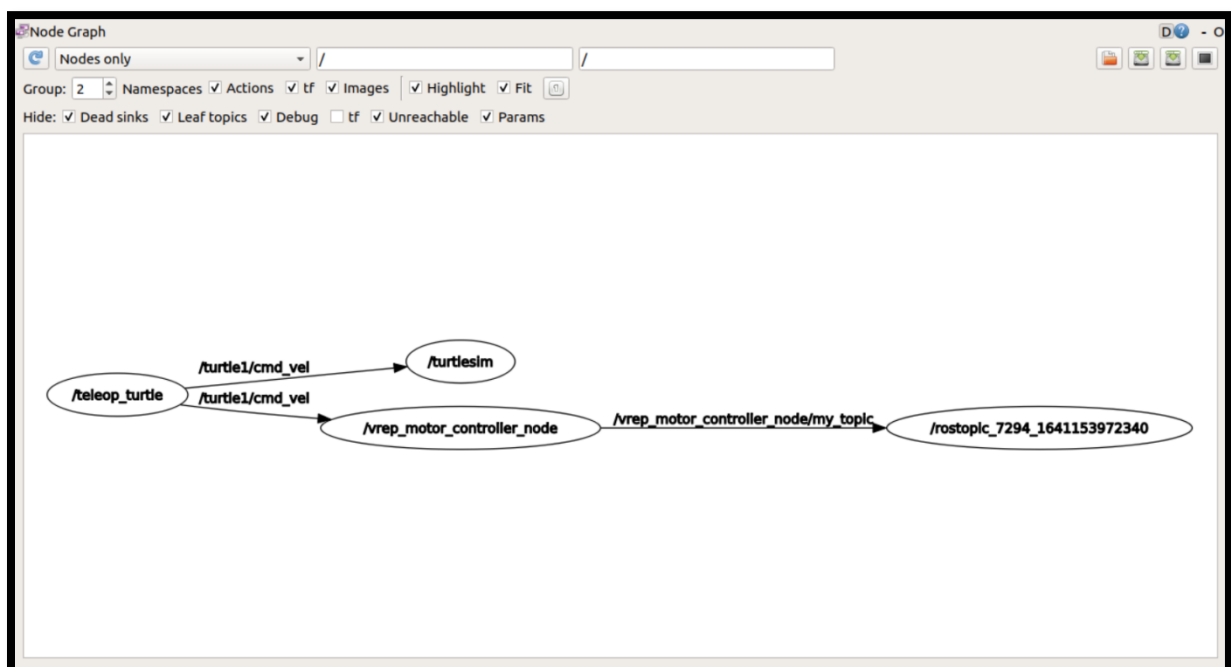 Node Graph D ? - O
Nodes only / /
Group: 2 Namespaces Actions tf Images Highlight Fit
Hide: Dead sinks Leaf topics Debug tf Unreachable Params
/turtle1/cmd_vel
/turtlesim
/teleop_turtle
/turtle1/cmd_vel
/vrep_motor_controller_node
/vrep_motor_controller_node/my_topic
/rostopic_7294_1641153972340